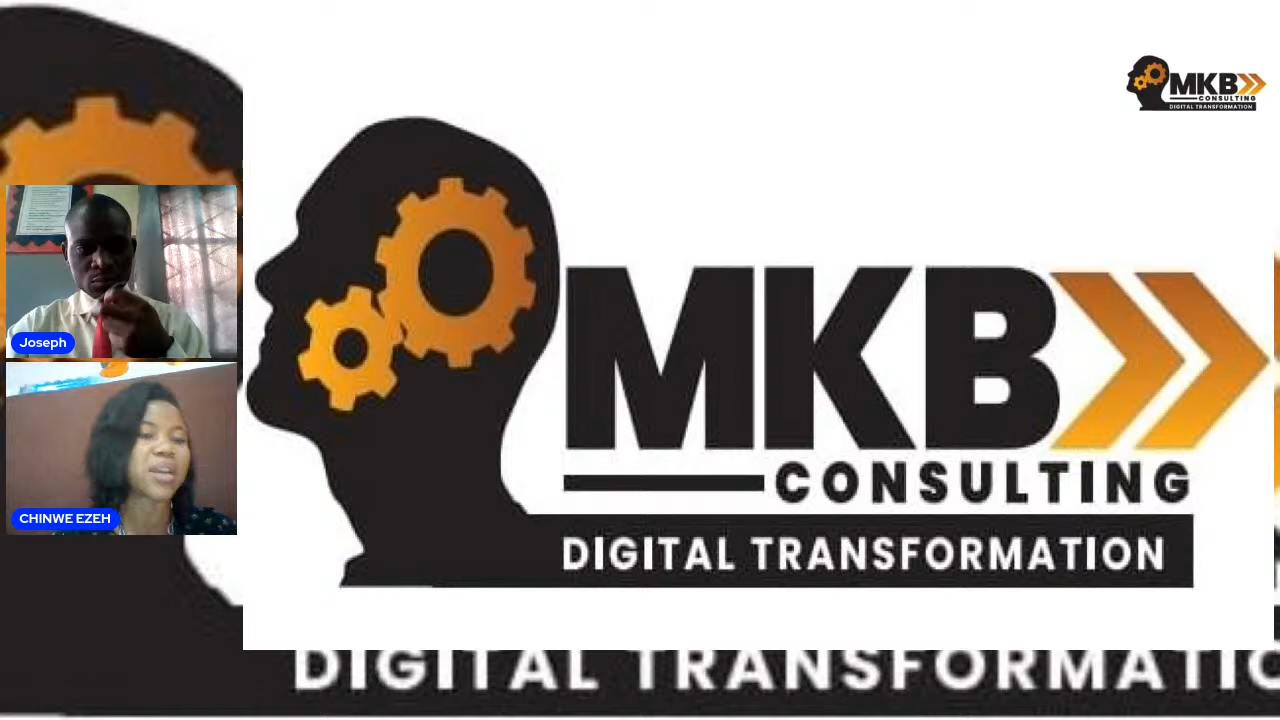 MKB
CONSULTING
DIGITAL TRANSFORMATION
Joseph
CHINWE EZEH
MKB
CONSULTING
DIGITAL TRANSFORMATION
DIGITAL TRANSFORMATIO